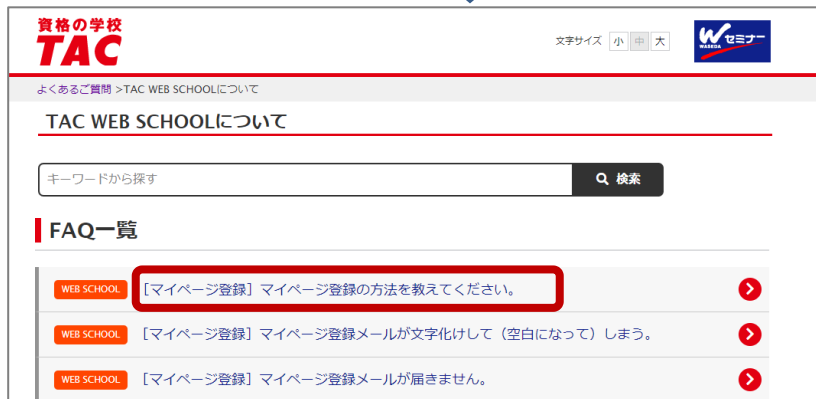 資格の学校
TAC
文字サイズ 小 中 大
Wセミナー
WASEDA
よくあるご質問 >TAC WEB SCHOOLについて
TAC WEB SCHOOLについて
キーワードから探す
検索
FAQ一覧
WEB SCHOOL [マイページ登録] マイページ登録の方法を教えてください。
WEB SCHOOL [マイページ登録] マイページ登録メールが文字化けして（空白になって）しまう。
WEB SCHOOL [マイページ登録] マイページ登録メールが届きません。